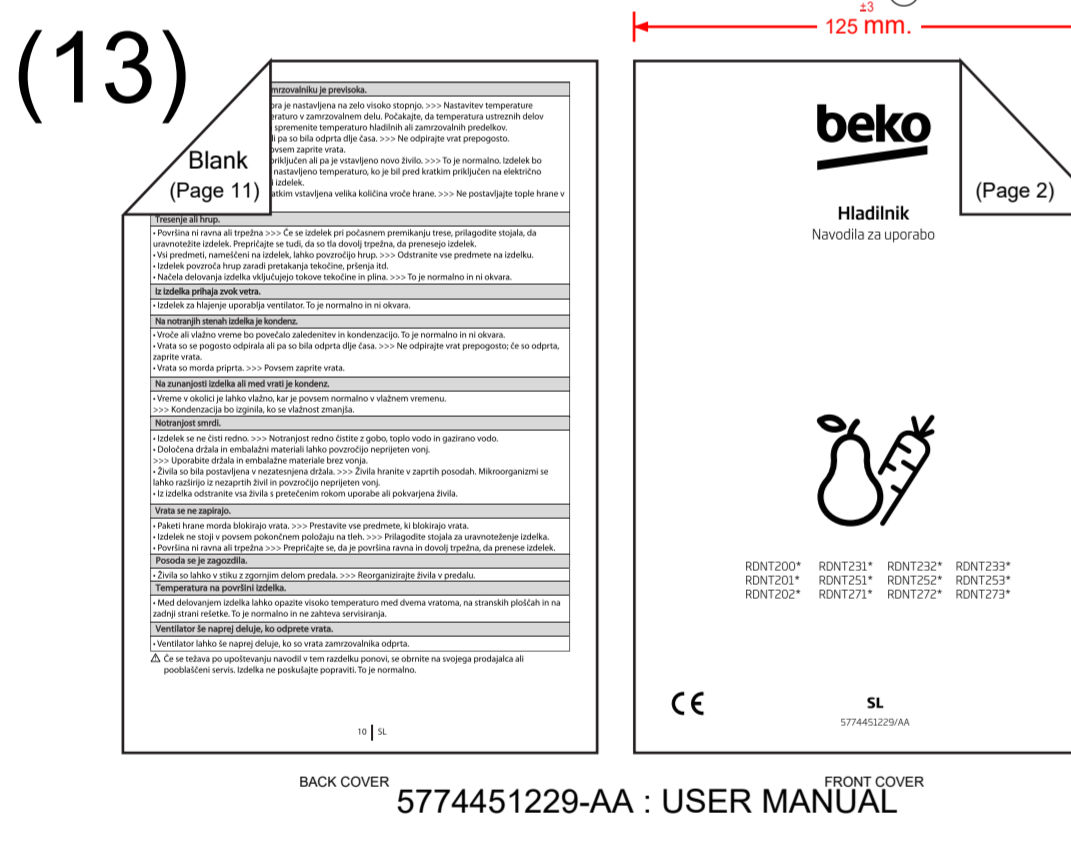 (13)
±3
125 mm.
Blank
(Page 11)
mrzovalniku je previsoka.
ra je nastavljena na zelo visoko stopnjo. >>> Nastavitev temperature
eraturo v zamrzovalnem delu. Počakajte, da temperatura ustreznih delov
spremenite temperaturo hladilnih ali zamrzovalnih predelkov.
li pa so bila odprta dlje časa. >>> Ne odpirajte vrat prepogosto.
ovsem zaprite vrata.
priključen ali pa je vstavljeno novo živilo. >>> To je normalno. Izdelek bo
nastavljeno temperaturo, ko je bil pred kratkim priključen na električno
i izdelek.
atkim vstavljena velika količina vroče hrane. >>> Ne postavljajte tople hrane v
Tresenje ali hrup.
• Površina ni ravna ali trpežna >>> Če se izdelek pri počasnem premikanju trese, prilagodite stojala, da
uravnotežite izdelek. Prepričajte se tudi, da so tla dovolj trpežna, da prenesejo izdelek.
• Vsi predmeti, nameščeni na izdelek, lahko povzročijo hrup. >>> Odstranite vse predmete na izdelku.
• Izdelek povzroča hrup zaradi pretakanja tekočine, pršenja itd.
• Načela delovanja izdelka vključujejo tokove tekočine in plina. >>> To je normalno in ni okvara.
Iz izdelka prihaja zvok vetra.
• Izdelek za hlajenje uporablja ventilator. To je normalno in ni okvara.
Na notranjih stenah izdelka je kondenz.
• Vroče ali vlažno vreme bo povečalo zaledenitev in kondenzacijo. To je normalno in ni okvara.
• Vrata so se pogosto odpirala ali pa so bila odprta dlje časa. >>> Ne odpirajte vrat prepogosto; če so odprta,
zaprite vrata.
• Vrata so morda priprta. >>> Povsem zaprite vrata.
Na zunanjosti izdelka ali med vrati je kondenz.
• Vreme v okolici je lahko vlažno, kar je povsem normalno v vlažnem vremenu.
>>> Kondenzacija bo izginila, ko se vlažnost zmanjša.
Notranjost smrdi.
• Izdelek se ne čisti redno. >>> Notranjost redno čistite z gobo, toplo vodo in gazirano vodo.
• Določena držala in embalažni materiali lahko povzročijo neprijeten vonj.
>>> Uporabite držala in embalažne materiale brez vonja.
• Živila so bila postavljena v nezatesnjena držala. >>> Živila hranite v zaprtih posodah. Mikroorganizmi se
lahko razširijo iz nezaprtih živil in povzročijo neprijeten vonj.
• Iz izdelka odstranite vsa živila s pretečenim rokom uporabe ali pokvarjena živila.
Vrata se ne zapirajo.
• Paketi hrane morda blokirajo vrata. >>> Prestavite vse predmete, ki blokirajo vrata.
• Izdelek ne stoji v povsem pokončnem položaju na tleh. >>> Prilagodite stojala za uravnoteženje izdelka.
• Površina ni ravna ali trpežna >>> Prepričajte se, da je površina ravna in dovolj trpežna, da prenese izdelek.
Posoda se je zagozdila.
• Živila so lahko v stiku z zgornjim delom predala. >>> Reorganizirajte živila v predalu.
Temperatura na površini izdelka.
• Med delovanjem izdelka lahko opazite visoko temperaturo med dvema vratoma, na stranskih ploščah in na
zadnji strani rešetke. To je normalno in ne zahteva servisiranja.
Ventilator še naprej deluje, ko odprete vrata.
• Ventilator lahko še naprej deluje, ko so vrata zamrzovalnika odprta.
⚠ Če se težava po upoštevanju navodil v tem razdelku ponovi, se obrnite na svojega prodajalca ali
pooblaščeni servis. Izdelka ne poskušajte popraviti. To je normalno.
10 | SL
BACK COVER
beko
(Page 2)
Hladilnik
Navodila za uporabo
RDNT200* RDNT231* RDNT232* RDNT233*
RDNT201* RDNT251* RDNT252* RDNT253*
RDNT202* RDNT271* RDNT272* RDNT273*
CE
SL
5774451229/AA
FRONT COVER
5774451229-AA : USER MANUAL